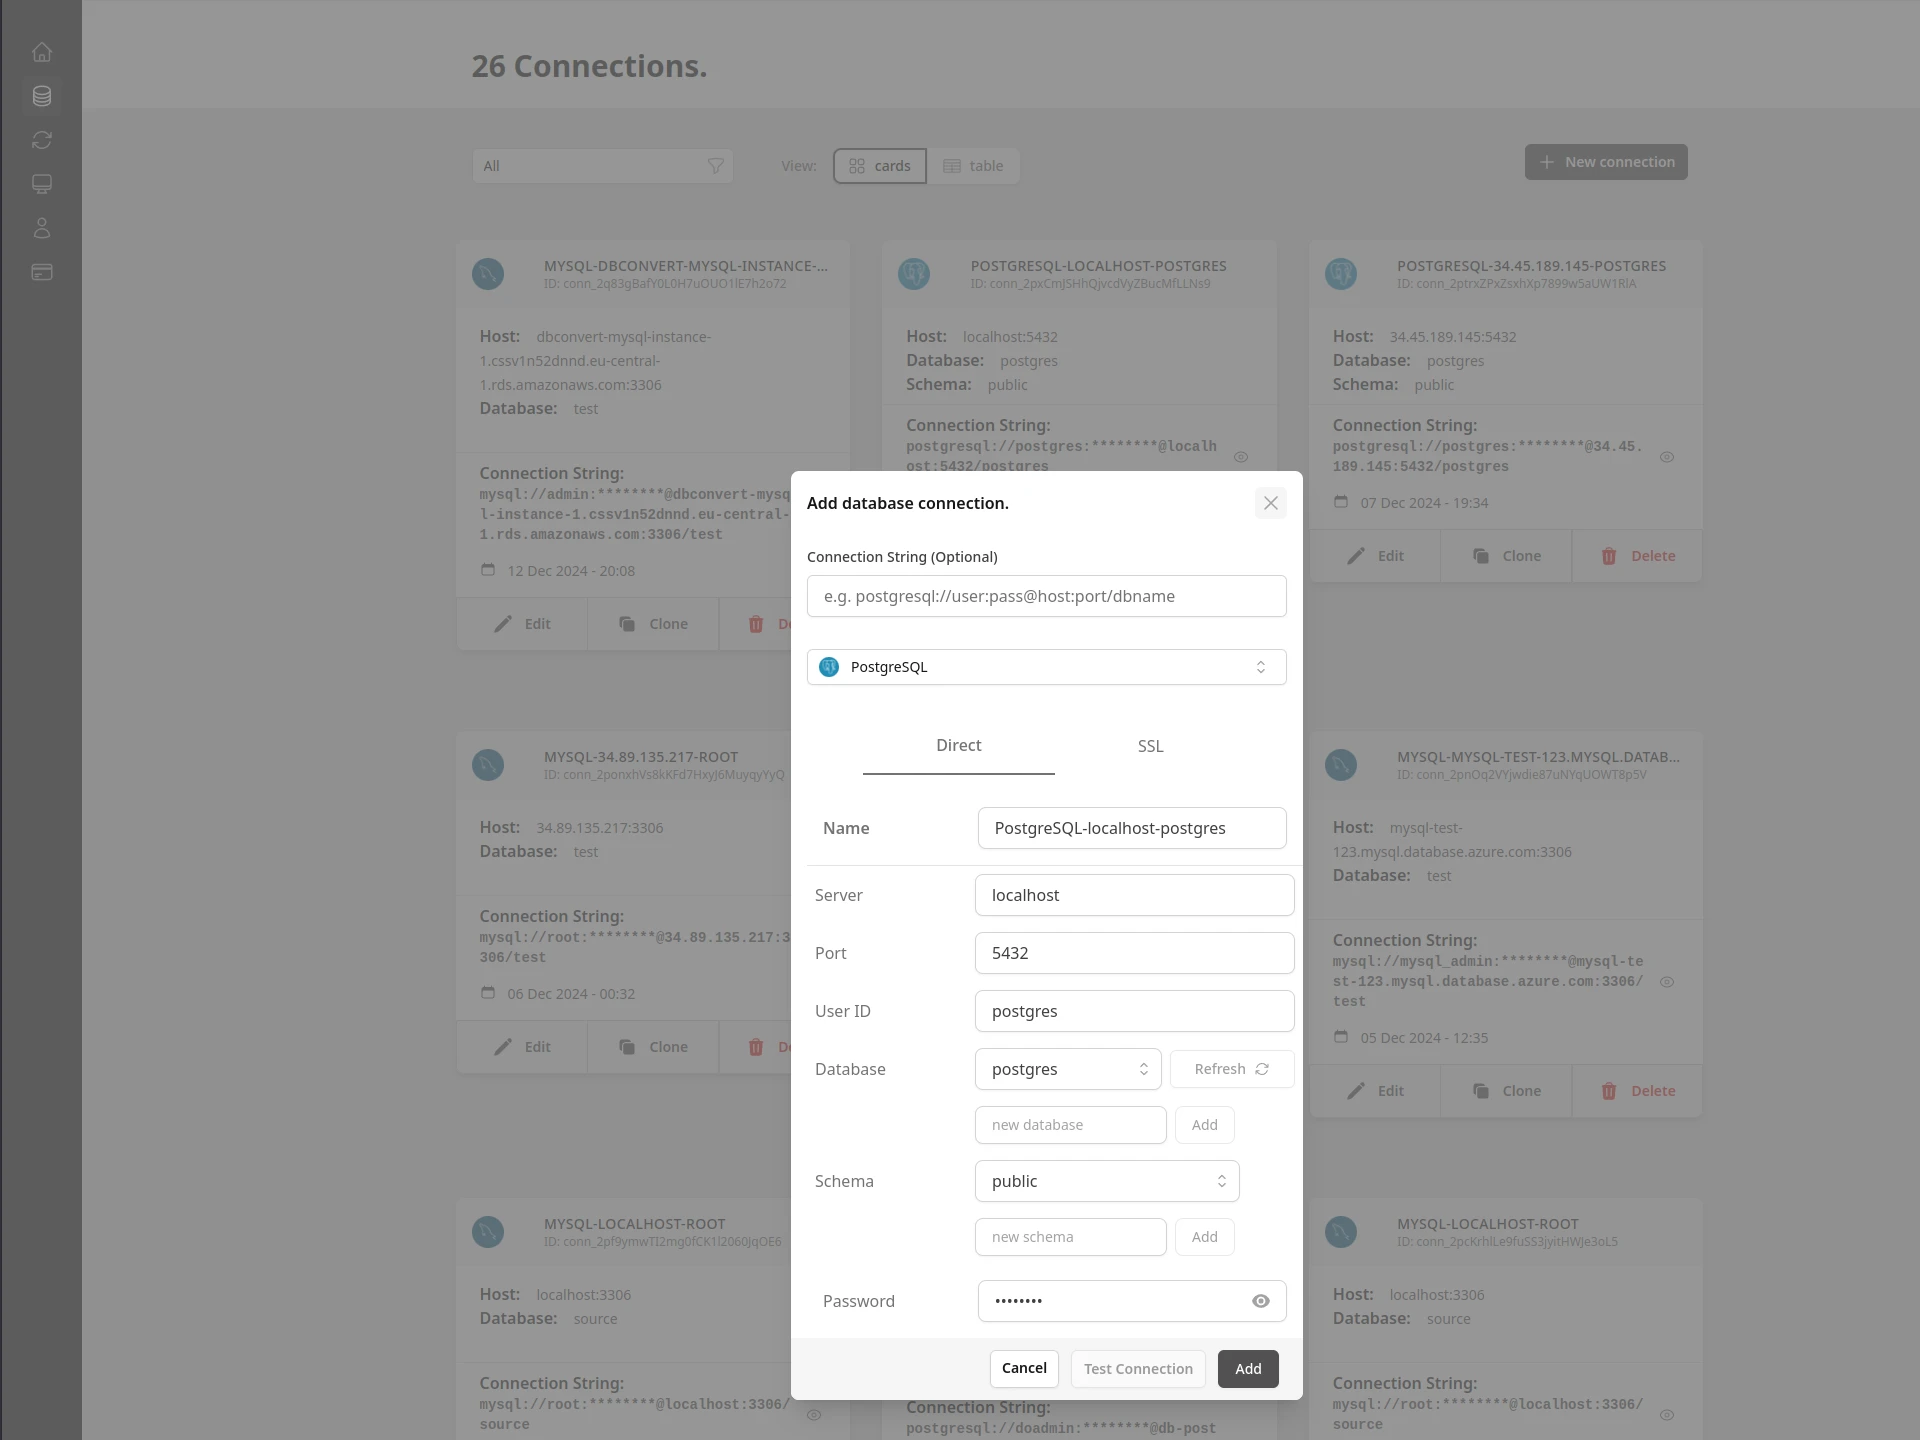 26 Connections.
All
View:
cards
table
New connection
MYSQL-DBCONVERT-MYSQL-INSTANCE-...
ID: conn_2q83gBafY0L0H7uOUO1lE7h2o72
Host: dbconvert-mysql-instance-
1.cssv1n52dnnd.eu-central-
1.rds.amazonaws.com:3306
Database: test
Connection String:
mysql://admin:********@dbconvert-mysq
l-instance-1.cssv1n52dnnd.eu-central-
1.rds.amazonaws.com:3306/test
12 Dec 2024 - 20:08
Edit
Clone
De
POSTGRESQL-LOCALHOST-POSTGRES
ID: conn_2pxCmJSHhQjvcdVyZBucMfLLNs9
Host: localhost:5432
Database: postgres
Schema: public
Connection String:
postgresql://postgres:********@localh
ost:5432/postgres
POSTGRESQL-34.45.189.145-POSTGRES
ID: conn_2ptrxZPxZsxhXp7899w5aUW1RlA
Host: 34.45.189.145:5432
Database: postgres
Schema: public
Connection String:
postgresql://postgres:********@34.45.
189.145:5432/postgres
07 Dec 2024 - 19:34
Edit
Clone
Delete
Add database connection.
Connection String (Optional)
e.g. postgresql://user:pass@host:port/dbname
PostgreSQL
Direct
SSL
Name PostgreSQL-localhost-postgres
Server localhost
Port 5432
User ID postgres
Database postgres Refresh
new database Add
Schema public
new schema Add
Password ••••••••
Cancel
Test Connection
Add
MYSQL-34.89.135.217-ROOT
ID: conn_2ponxhVs8kKFd7HxyJ6MuyqyYyQ
Host: 34.89.135.217:3306
Database: test
Connection String:
mysql://root:********@34.89.135.217:3
306/test
06 Dec 2024 - 00:32
Edit
Clone
De
MYSQL-MYSQL-TEST-123.MYSQL.DATAB...
ID: conn_2pnOq2VYjwdie87uNYqUOWT8p5V
Host: mysql-test-
123.mysql.database.azure.com:3306
Database: test
Connection String:
mysql://mysql_admin:********@mysql-te
st-123.mysql.database.azure.com:3306/
test
05 Dec 2024 - 12:35
Edit
Clone
Delete
MYSQL-LOCALHOST-ROOT
ID: conn_2pf9ymwTI2mg0fCK1l2060jqOE6
Host: localhost:3306
Database: source
Connection String:
mysql://root:********@localhost:3306/
source
Connection String:
postgresql://doadmin:********@db-post
MYSQL-LOCALHOST-ROOT
ID: conn_2pcKrhlLe9fuSS3jyitHWJe3oL5
Host: localhost:3306
Database: source
Connection String:
mysql://root:********@localhost:3306/
source